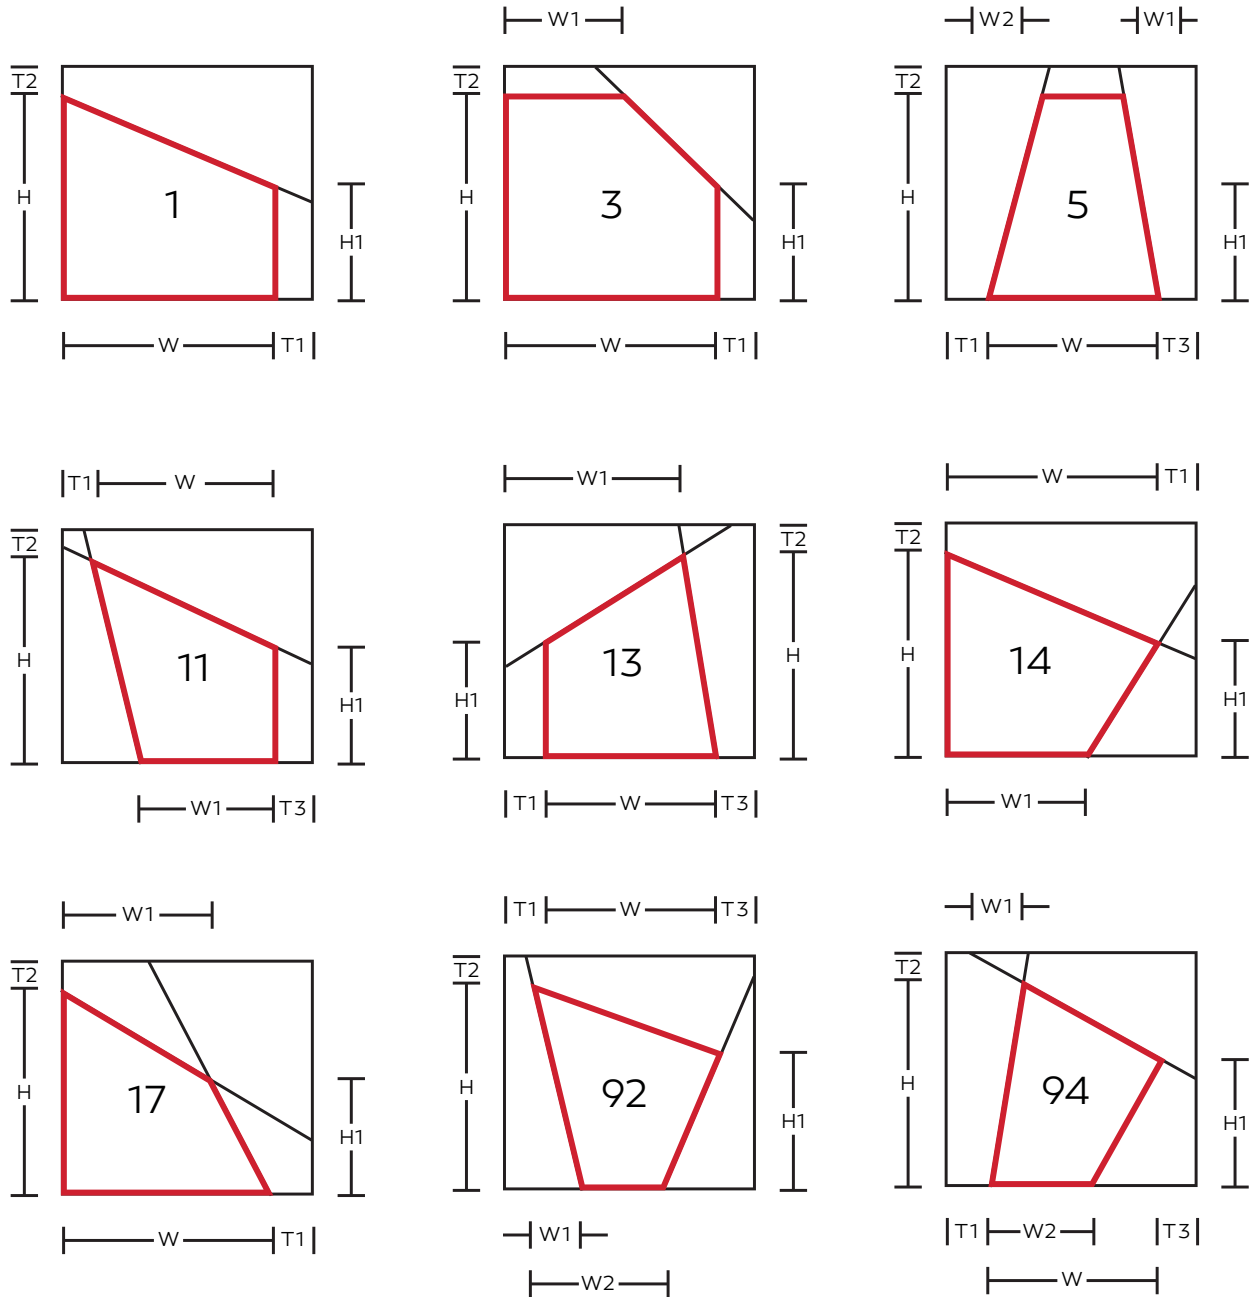 W1 W2 W1
T2 T2 T2
H 1 H 3 H 5
H1 H1 H1
W T1 W T1 T1 W T3
T1 W W1 W T1
T2 T2 T2
H 11 H1 H1 13 H H 14 H1
W1 T3 T1 W T3 W1
W1 T1 W T3 W1
T2 T2 T2
H 17 H1 H 92 H1 H 94 H1
W T1 W1 T1 W2 T3
W2 W